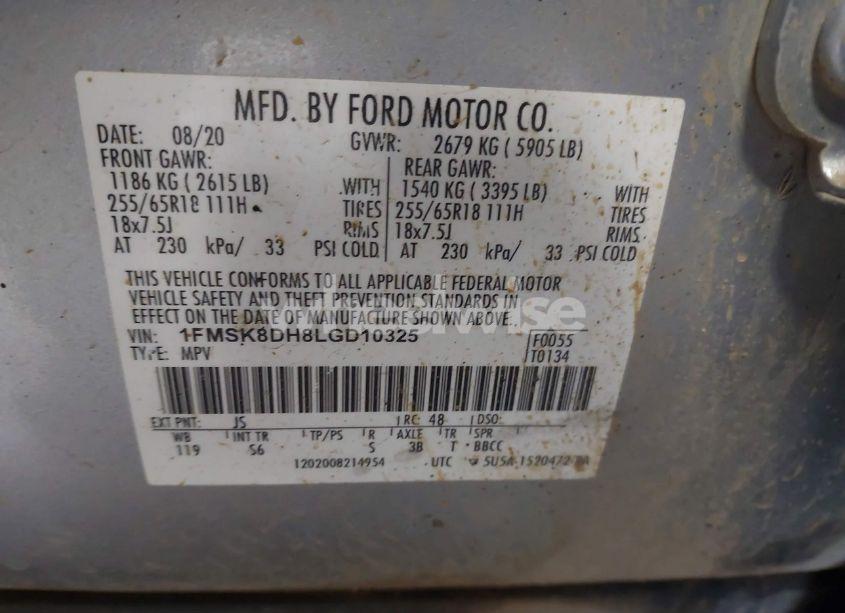 MFD. BY FORD MOTOR CO.
DATE: 08/20 GVWR: 2679 KG ( 5905 LB)
FRONT GAWR: REAR GAWR:
1186 KG ( 2615 LB) WITH 1540 KG ( 3395 LB) WITH
255/65R18 111H TIRES 255/65R18 111H TIRES
18x7.5J RIMS 18x7.5J RIMS
AT 230 kPa/ 33 PSI COLD AT 230 kPa/ 33 PSI COLD
THIS VEHICLE CONFORMS TO ALL APPLICABLE FEDERAL MOTOR
VEHICLE SAFETY AND THEFT PREVENTION STANDARDS IN
EFFECT ON THE DATE OF MANUFACTURE SHOWN ABOVE.
VIN: 1FMSK8DH8LGD10325 F0055
TYPE: MPV T0134
EXT PNT: JS RC: 48 DSO:
WB INT TR TP/PS R AXLE TR SPR
119 S6 S 3B T BBCC
1202008214954 UTC